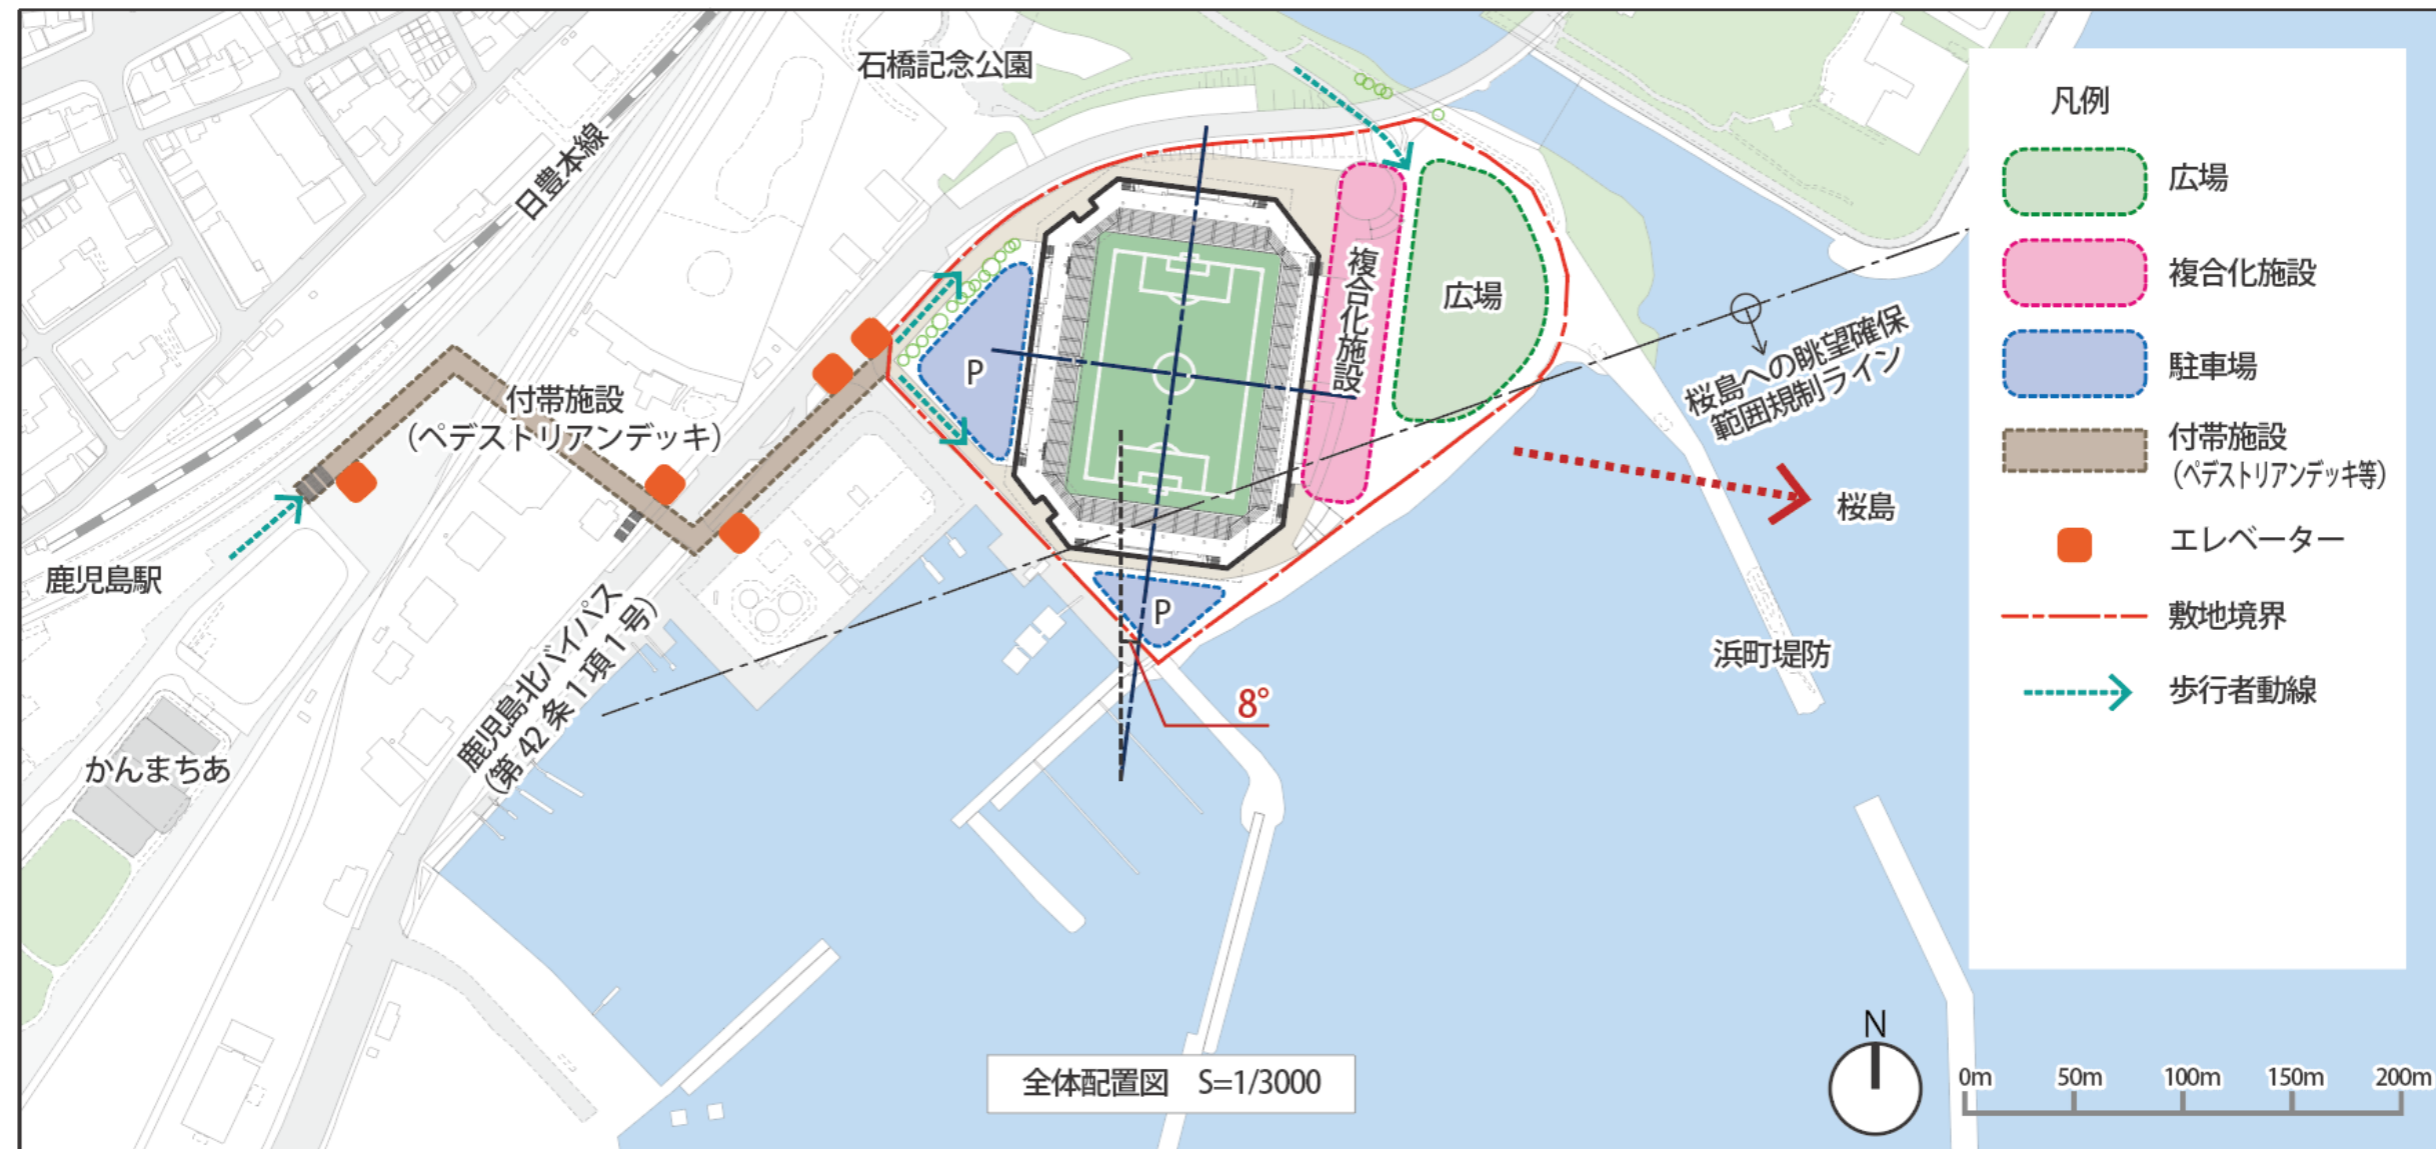 石橋記念公園
日豊本線
付帯施設
（ペデストリアンデッキ）
鹿児島駅
かんまちあ
鹿児島北バイパス
（第 42 条 1 項 1 号）
P
P
複合化施設
広場
桜島への眺望確保
範囲規制ライン
桜島
浜町堤防
8°
全体配置図 S=1/3000
凡例
広場
複合化施設
駐車場
付帯施設
（ペデストリアンデッキ等）
エレベーター
敷地境界
歩行者動線
N
0m 50m 100m 150m 200m